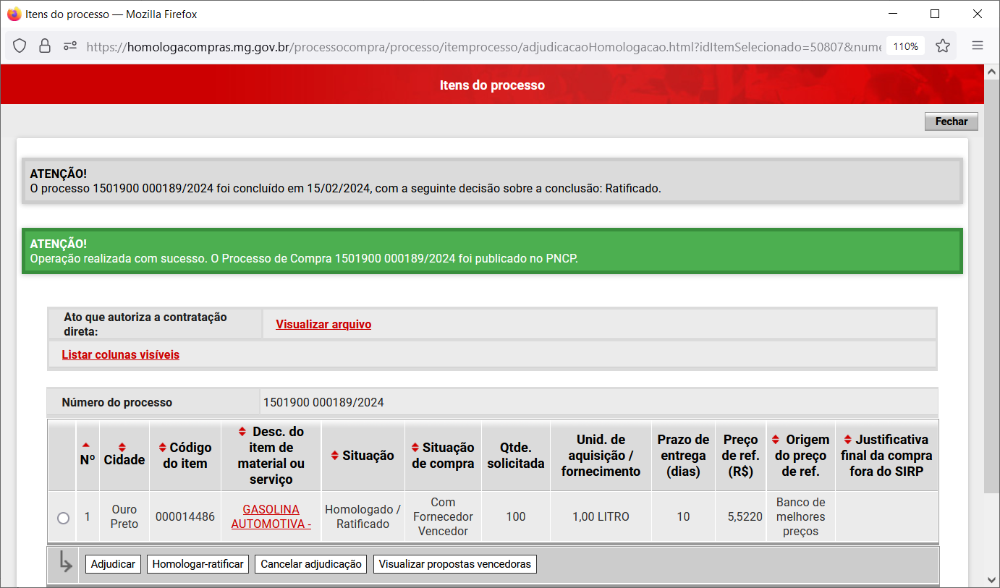 Itens do processo — Mozilla Firefox
https://homologacompras.mg.gov.br/processocompra/processo/itemprocesso/adjudicacaoHomologacao.html?idItemSelecionado=50807&nume
110%
Itens do processo
Fechar
ATENÇÃO!
O processo 1501900 000189/2024 foi concluído em 15/02/2024, com a seguinte decisão sobre a conclusão: Ratificado.
ATENÇÃO!
Operação realizada com sucesso. O Processo de Compra 1501900 000189/2024 foi publicado no PNCP.
Ato que autoriza a contratação
direta:
Visualizar arquivo
Listar colunas visíveis
Número do processo
1501900 000189/2024
Nº
Cidade
Código
do item
Desc. do
item de
material ou
serviço
Situação
Situação
de compra
Qtde.
solicitada
Unid. de
aquisição /
fornecimento
Prazo de
entrega
(dias)
Preço
de ref.
(R$)
Origem
do preço
de ref.
Justificativa
final da compra
fora do SIRP
1
Ouro
Preto
000014486
GASOLINA
AUTOMOTIVA -
Homologado /
Ratificado
Com
Fornecedor
Vencedor
100
1,00 LITRO
10
5,5220
Banco de
melhores
preços
Adjudicar
Homologar-ratificar
Cancelar adjudicação
Visualizar propostas vencedoras